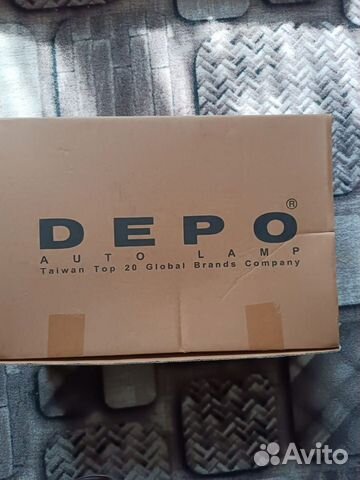 DEPO®
AUTO LAMP
Taiwan Top 20 Global Brands Company
Avito